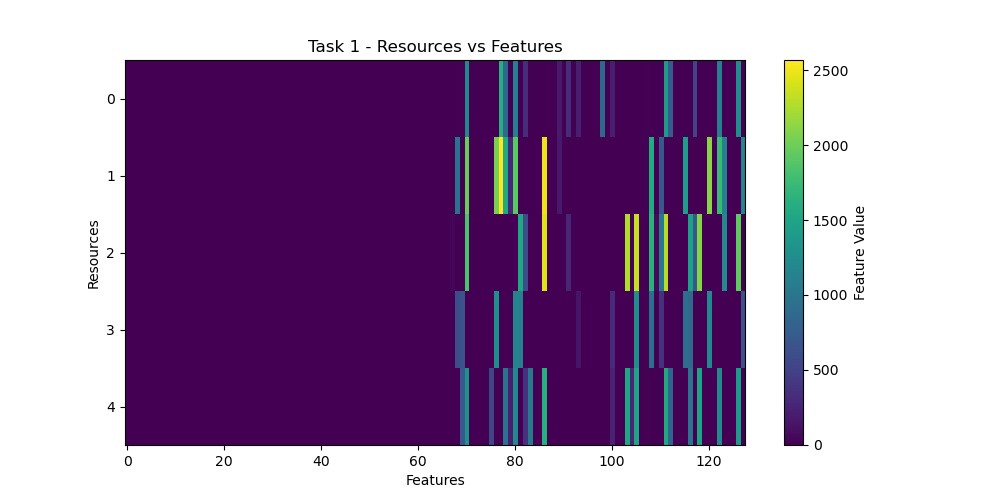 Task 1 - Resources vs Features
Resources
0
1
2
3
4
0 20 40 60 80 100 120
Features
2500
2000
1500
1000
500
0
Feature Value